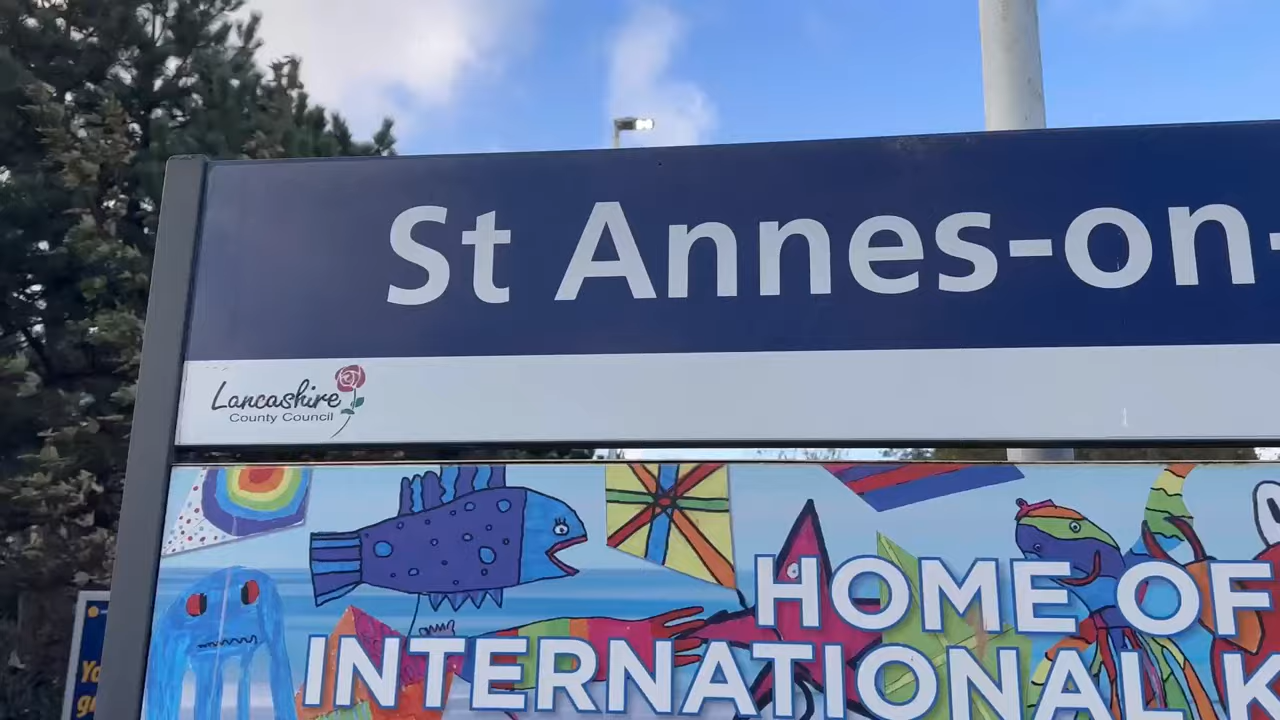 St Annes-on-
Lancashire
County Council
HOME OF
INTERNATIONAL K